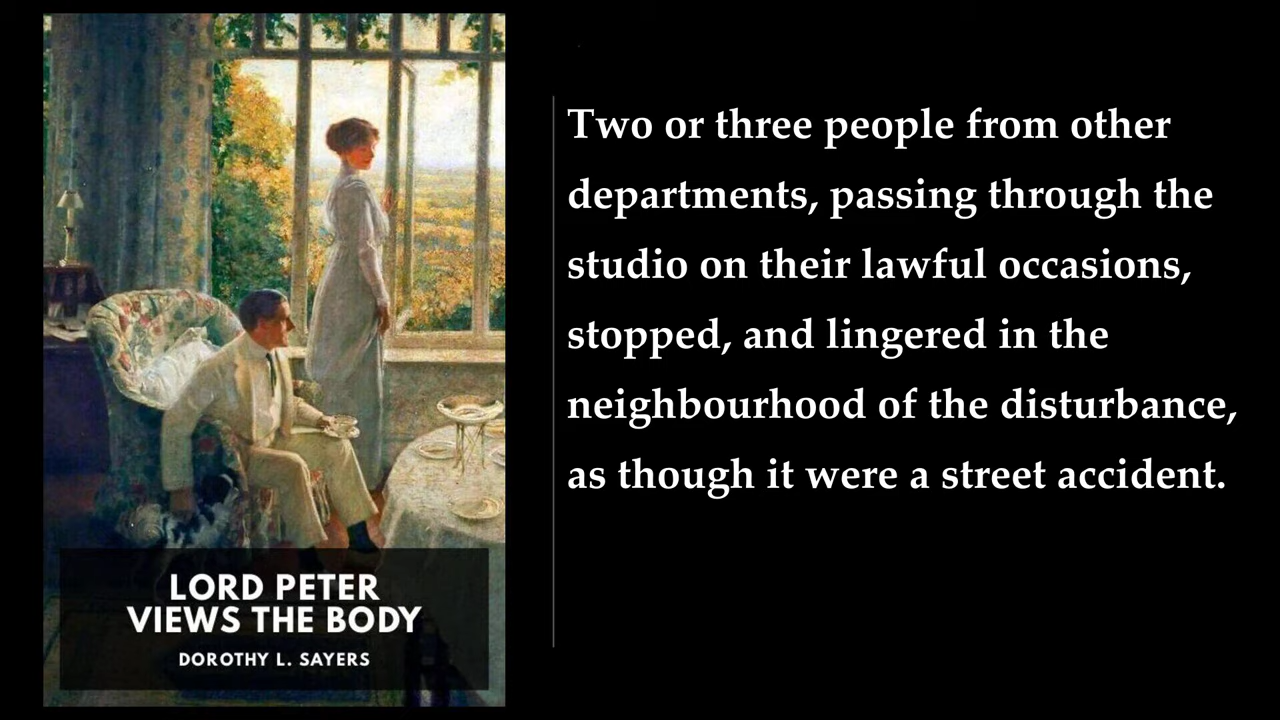 Two or three people from other
departments, passing through the
studio on their lawful occasions,
stopped, and lingered in the
neighbourhood of the disturbance,
as though it were a street accident.
LORD PETER
VIEWS THE BODY
DOROTHY L. SAYERS